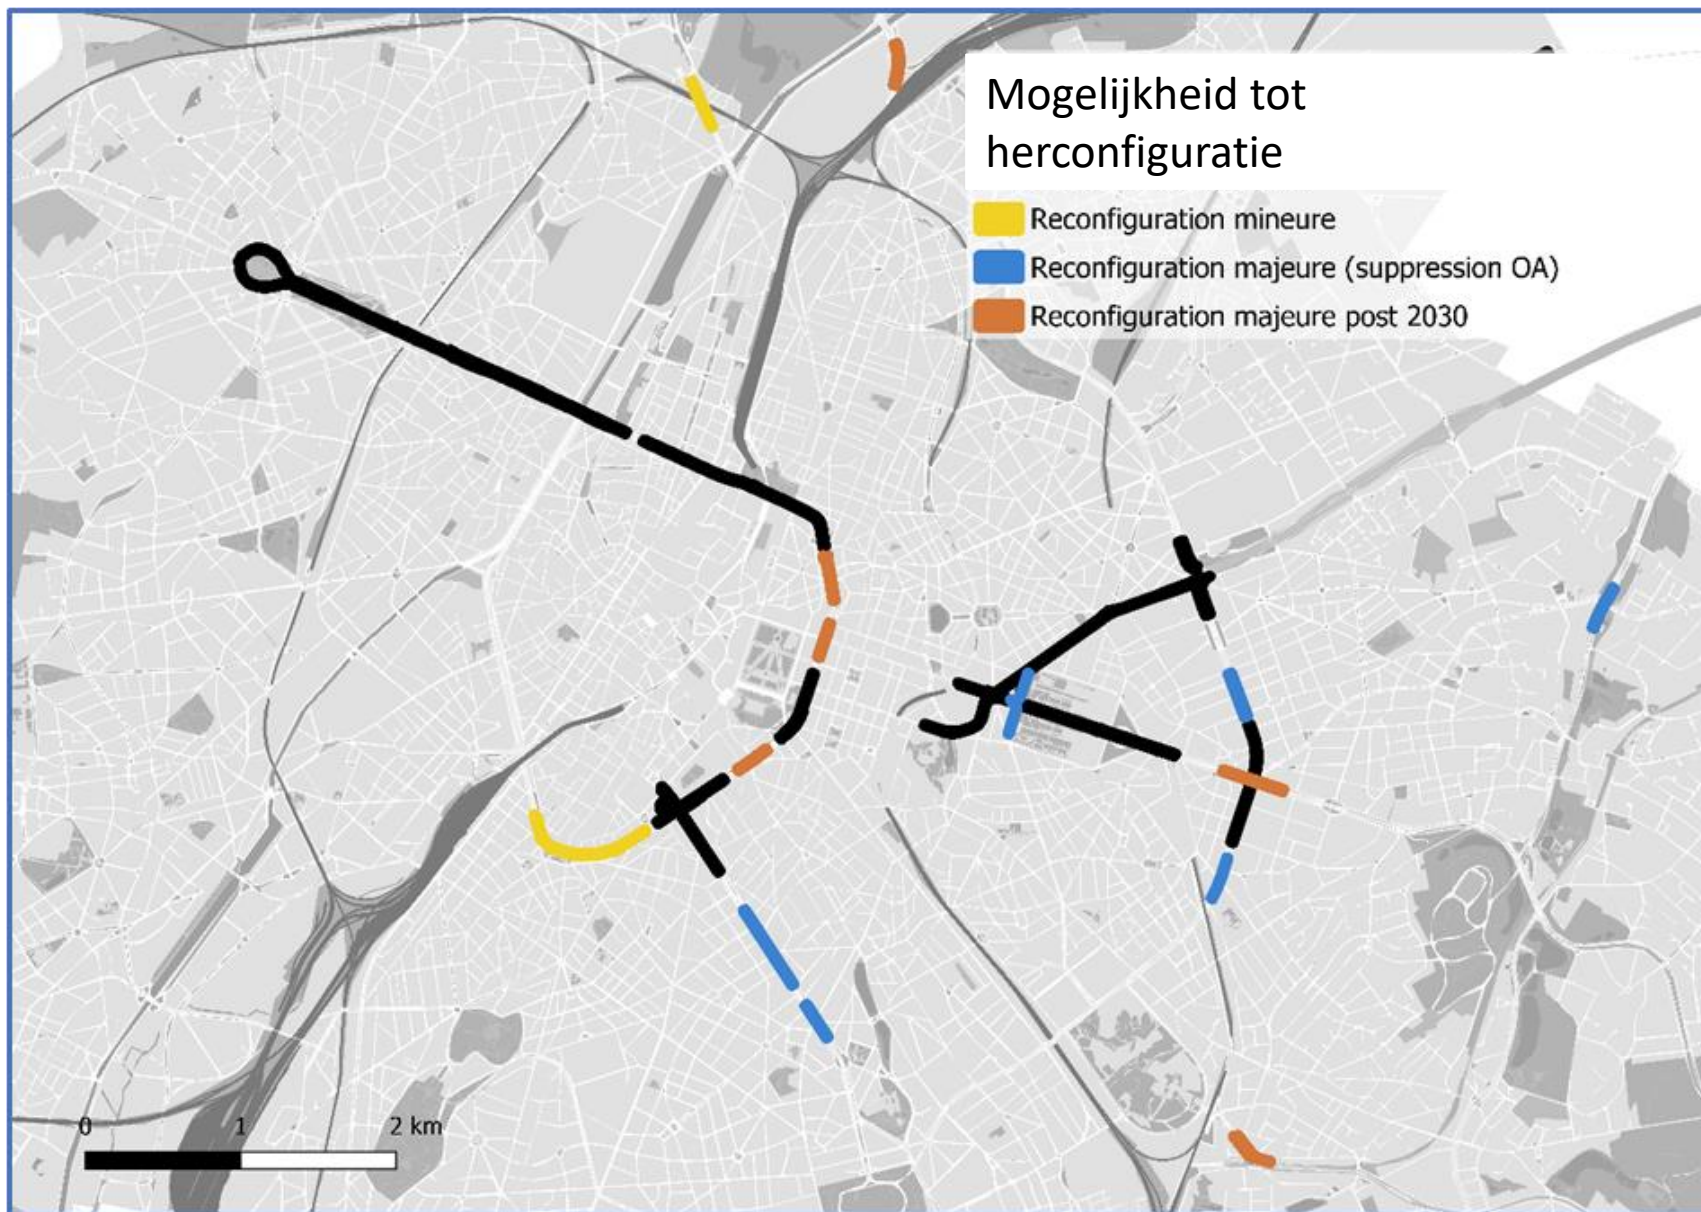 Mogelijkheid tot
herconfiguratie
Reconfiguration mineure
Reconfiguration majeure (suppression OA)
Reconfiguration majeure post 2030
0 1 2 km